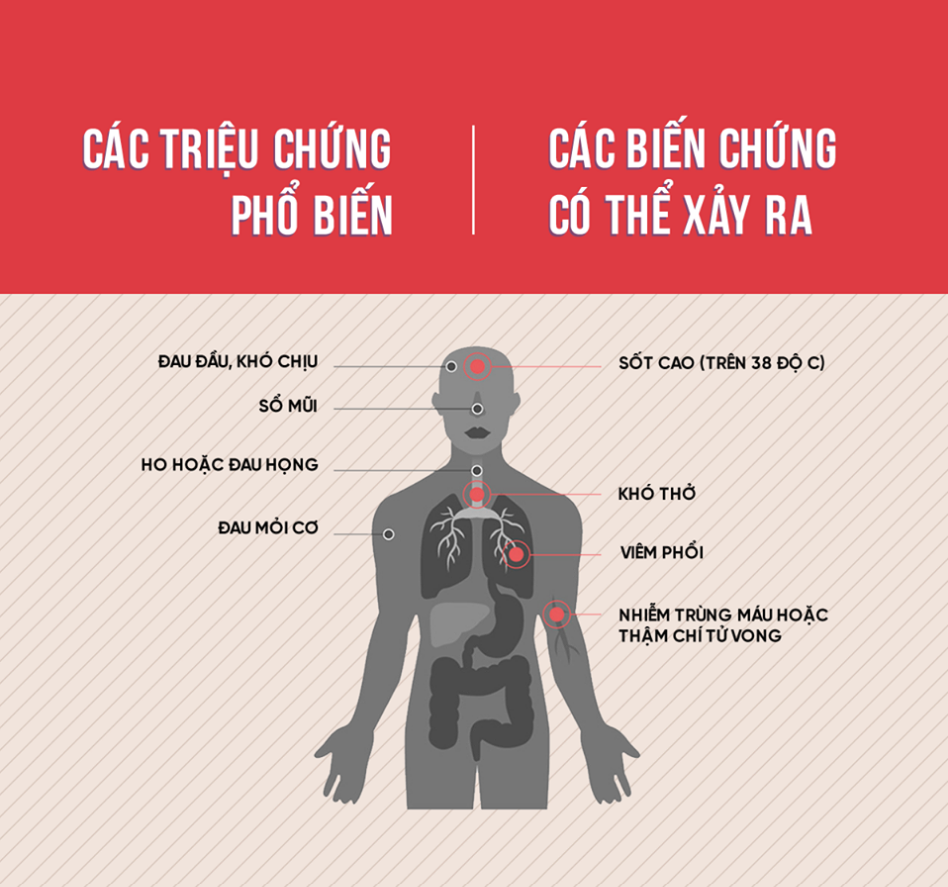 CÁC TRIỆU CHỨNG
PHỔ BIẾN
CÁC BIẾN CHỨNG
CÓ THỂ XẢY RA
ĐAU ĐẦU, KHÓ CHỊU
SỔ MŨI
HO HOẶC ĐAU HỌNG
ĐAU MỎI CƠ
SỐT CAO (TRÊN 38 ĐỘ C)
KHÓ THỞ
VIÊM PHỔI
NHIỄM TRÙNG MÁU HOẶC
THẬM CHÍ TỬ VONG